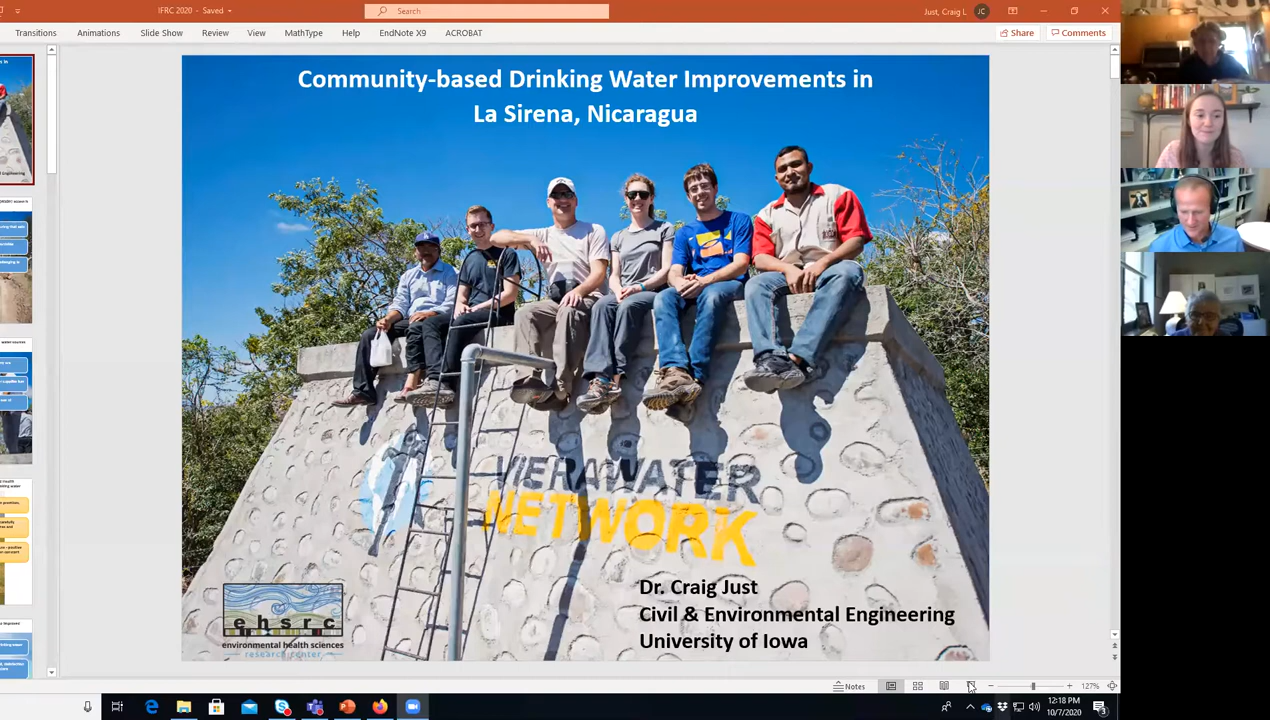 IFRC 2020 - Saved
Search
Just, Craig L
JC
Transitions
Animations
Slide Show
Review
View
MathType
Help
EndNote X9
ACROBAT
Share
Comments
Community-based Drinking Water Improvements in
La Sirena, Nicaragua
VIERAWATER
NETWORK
Dr. Craig Just
Civil & Environmental Engineering
University of Iowa
ehsrc
environmental health sciences
research center
Notes
127%
12:18 PM
10/7/2020